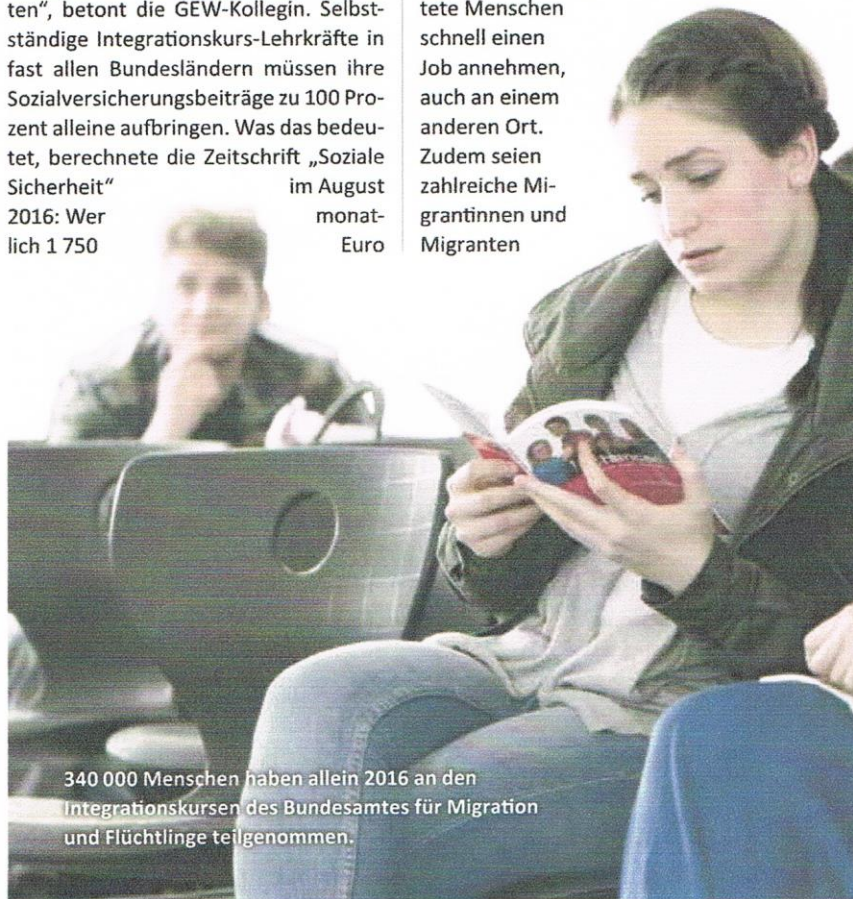 ten“, betont die GEW-Kollegin. Selbst-
ständige Integrationskurs-Lehrkräfte in
fast allen Bundesländern müssen ihre
Sozialversicherungsbeiträge zu 100 Pro-
zent alleine aufbringen. Was das bedeu-
tet, berechnete die Zeitschrift „Soziale
Sicherheit“ im August
2016: Wer monat-
lich 1 750 Euro
tete Menschen
schnell einen
Job annehmen,
auch an einem
anderen Ort.
Zudem seien
zahlreiche Mi-
grantinnen und
Migranten
340 000 Menschen haben allein 2016 an den
Integrationskursen des Bundesamtes für Migration
und Flüchtlinge teilgenommen.